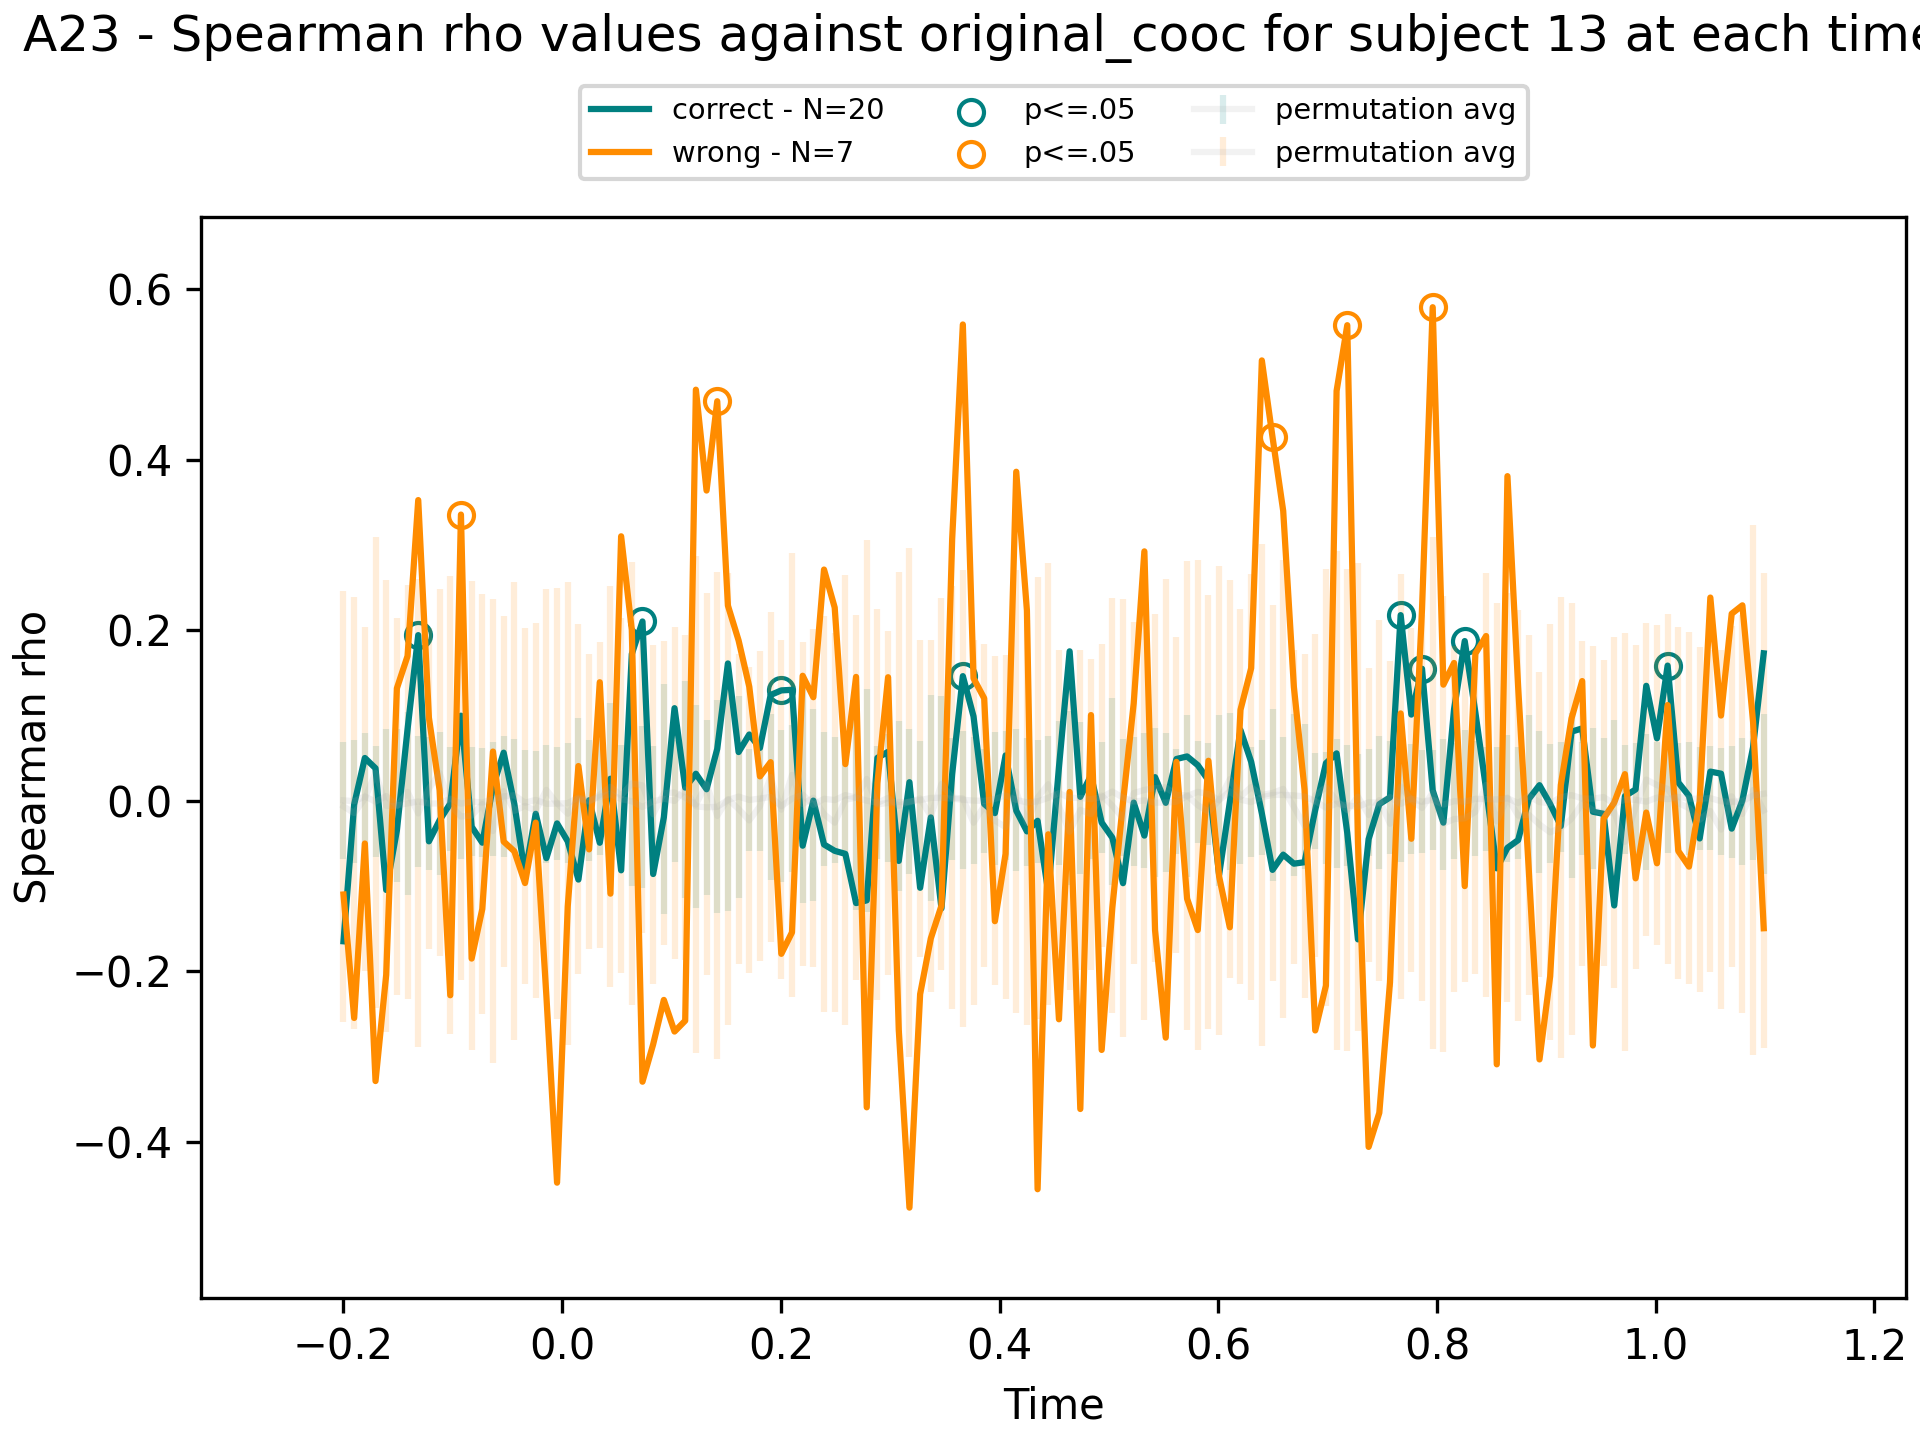 A23 - Spearman rho values against original_cooc for subject 13 at each time
correct - N=20 p<=.05 permutation avg
wrong - N=7 p<=.05 permutation avg
0.6
0.4
0.2
0.0
−0.2
−0.4
Spearman rho
−0.2 0.0 0.2 0.4 0.6 0.8 1.0 1.2
Time